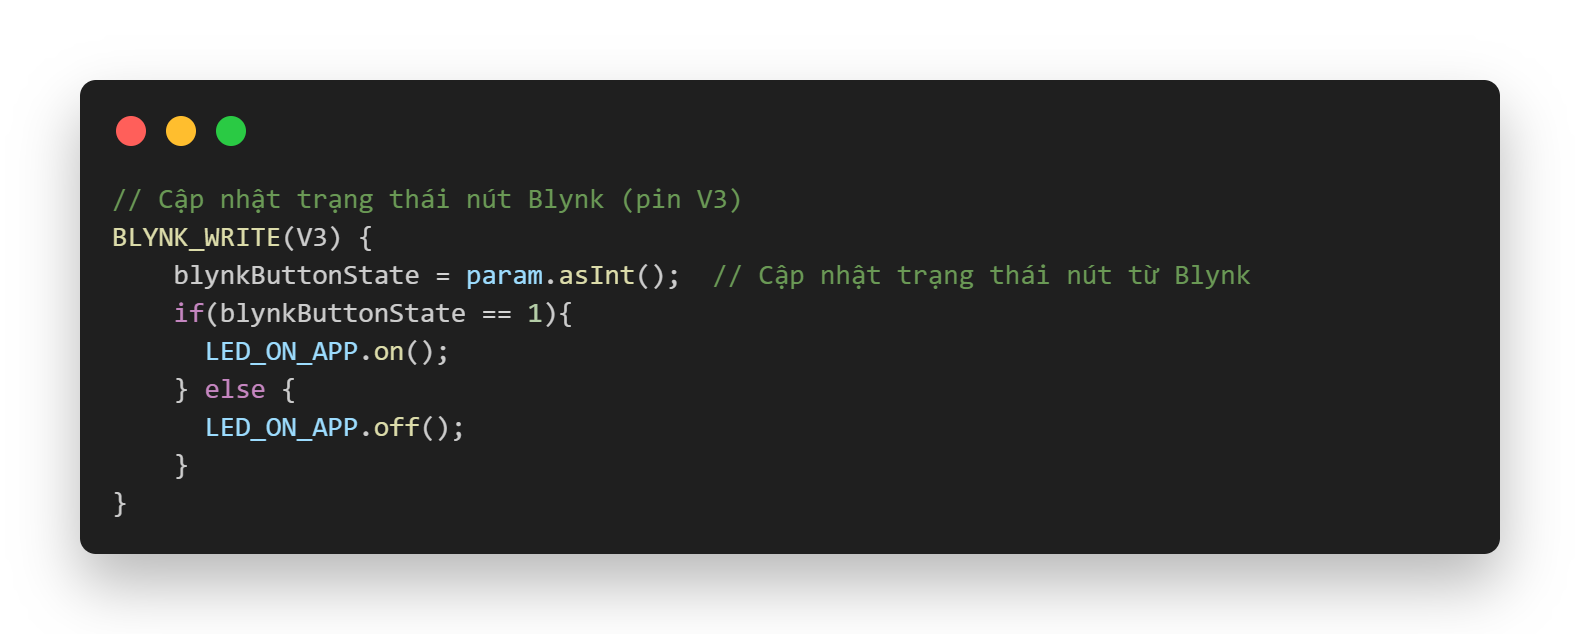 // Cập nhật trạng thái nút Blynk (pin V3)
BLYNK_WRITE(V3) {
    blynkButtonState = param.asInt();  // Cập nhật trạng thái nút từ Blynk
    if(blynkButtonState == 1){
      LED_ON_APP.on();
    } else {
      LED_ON_APP.off();
    }
}